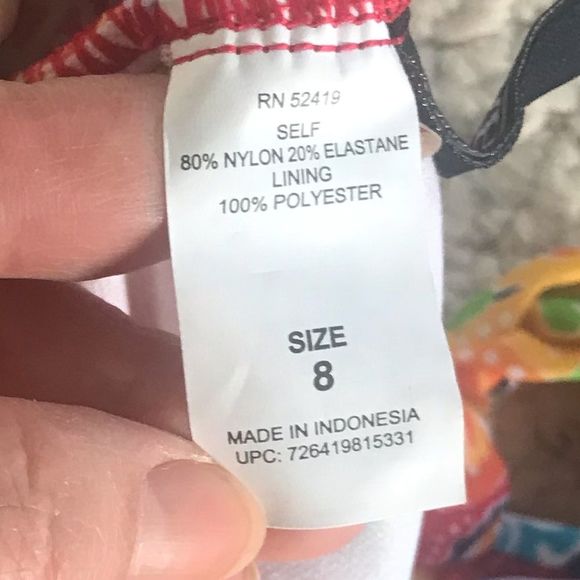 RN 52419
SELF
80% NYLON 20% ELASTANE
LINING
100% POLYESTER
SIZE
8
MADE IN INDONESIA
UPC: 726419815331